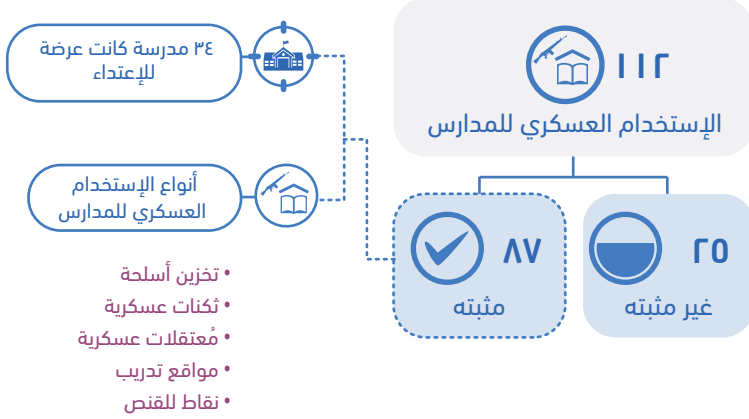 ١١٢
الإستخدام العسكري للمدارس
٢٥
غير مثبته
٨٧
مثبته
٣٤ مدرسة كانت عرضة
للإعتداء
أنواع الإستخدام
العسكري للمدارس
• تخزين أسلحة
• ثكنات عسكرية
• مُعتقلات عسكرية
• مواقع تدريب
• نقاط للقنص